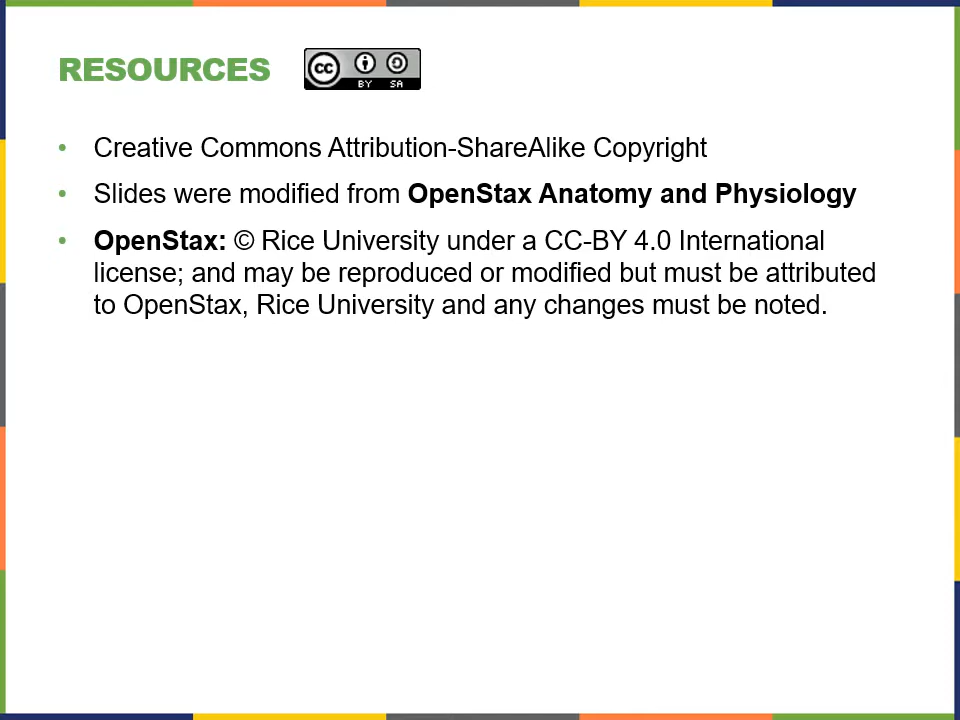 RESOURCES
cc BY SA
• Creative Commons Attribution-ShareAlike Copyright
• Slides were modified from OpenStax Anatomy and Physiology
• OpenStax: © Rice University under a CC-BY 4.0 International
license; and may be reproduced or modified but must be attributed
to OpenStax, Rice University and any changes must be noted.